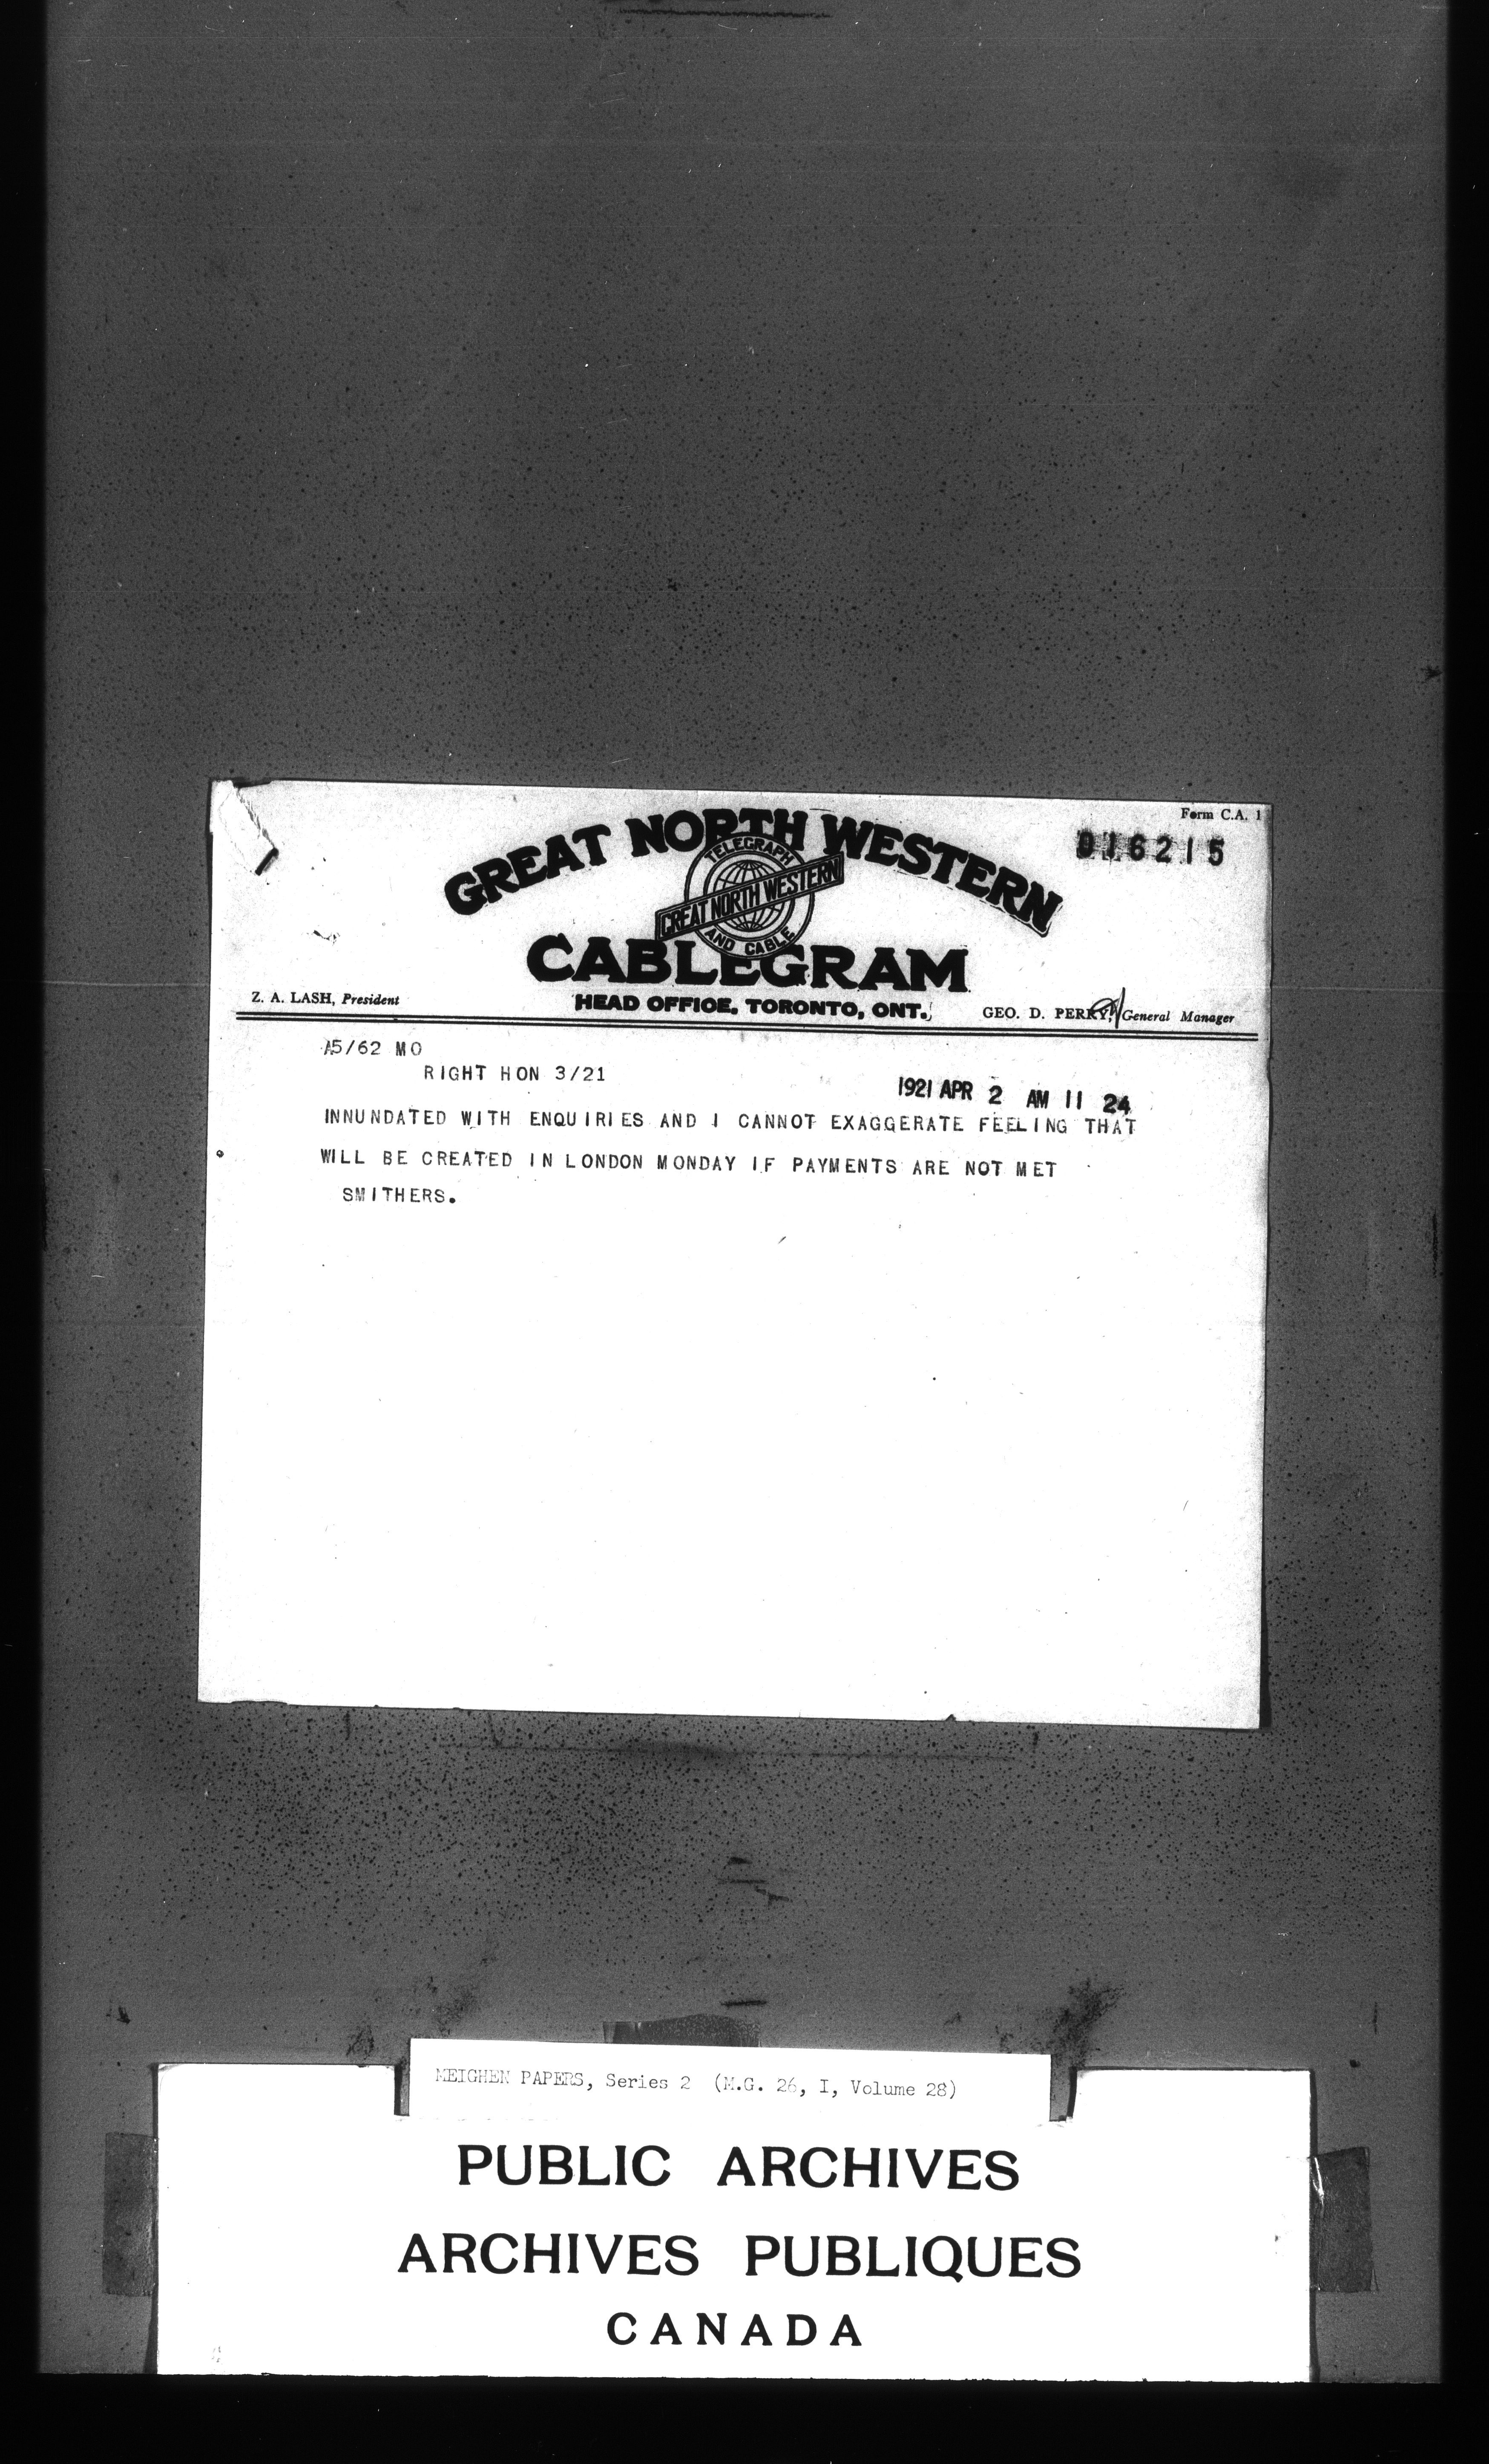 Form C.A. 1
016215
GREAT NORTH WESTERN
TELEGRAPH
GREAT NORTH WESTERN
AND CABLE
CABLEGRAM
Z. A. LASH, President
HEAD OFFICE, TORONTO, ONT.
GEO. D. PERRY, General Manager
A5/62 MO
RIGHT HON 3/21
1921 APR 2 AM 11 24
INNUNDATED WITH ENQUIRIES AND I CANNOT EXAGGERATE FEELING THAT
WILL BE CREATED IN LONDON MONDAY IF PAYMENTS ARE NOT MET
SMITHERS.
MEIGHEN PAPERS, Series 2 (M.G. 26, I, Volume 28)
PUBLIC ARCHIVES
ARCHIVES PUBLIQUES
CANADA